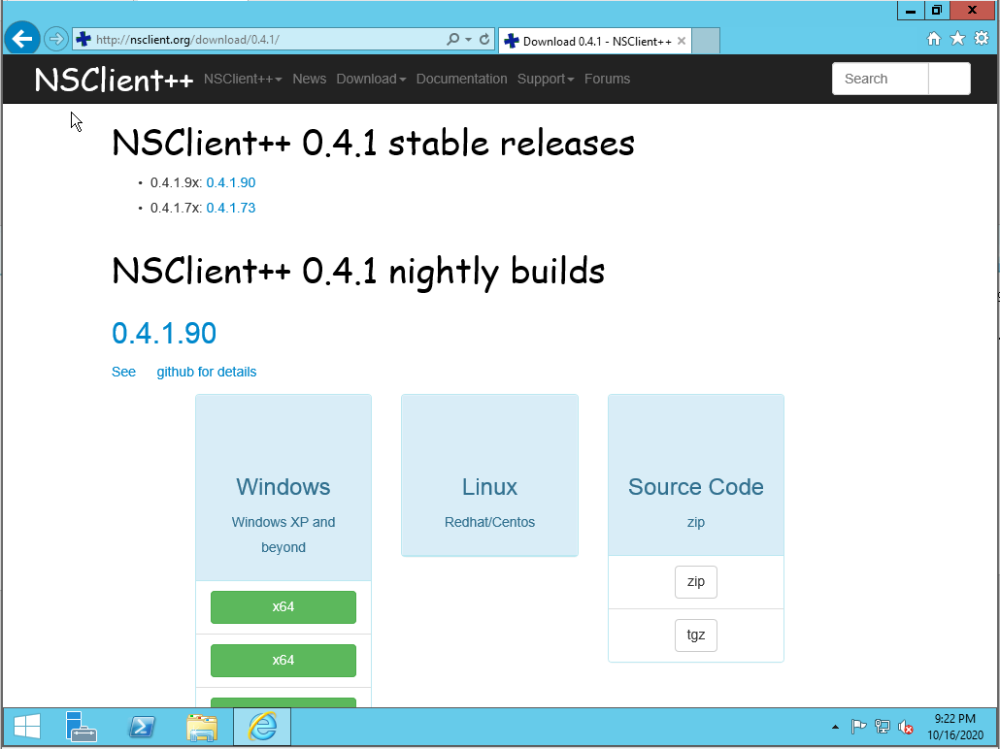 http://nsclient.org/download/0.4.1/
Download 0.4.1 - NSClient++
NSClient++ NSClient++ News Download Documentation Support Forums Search
NSClient++ 0.4.1 stable releases
• 0.4.1.9x: 0.4.1.90
• 0.4.1.7x: 0.4.1.73
NSClient++ 0.4.1 nightly builds
0.4.1.90
See github for details
Windows
Windows XP and
beyond
x64
x64
Linux
Redhat/Centos
Source Code
zip
zip
tgz
9:22 PM
10/16/2020